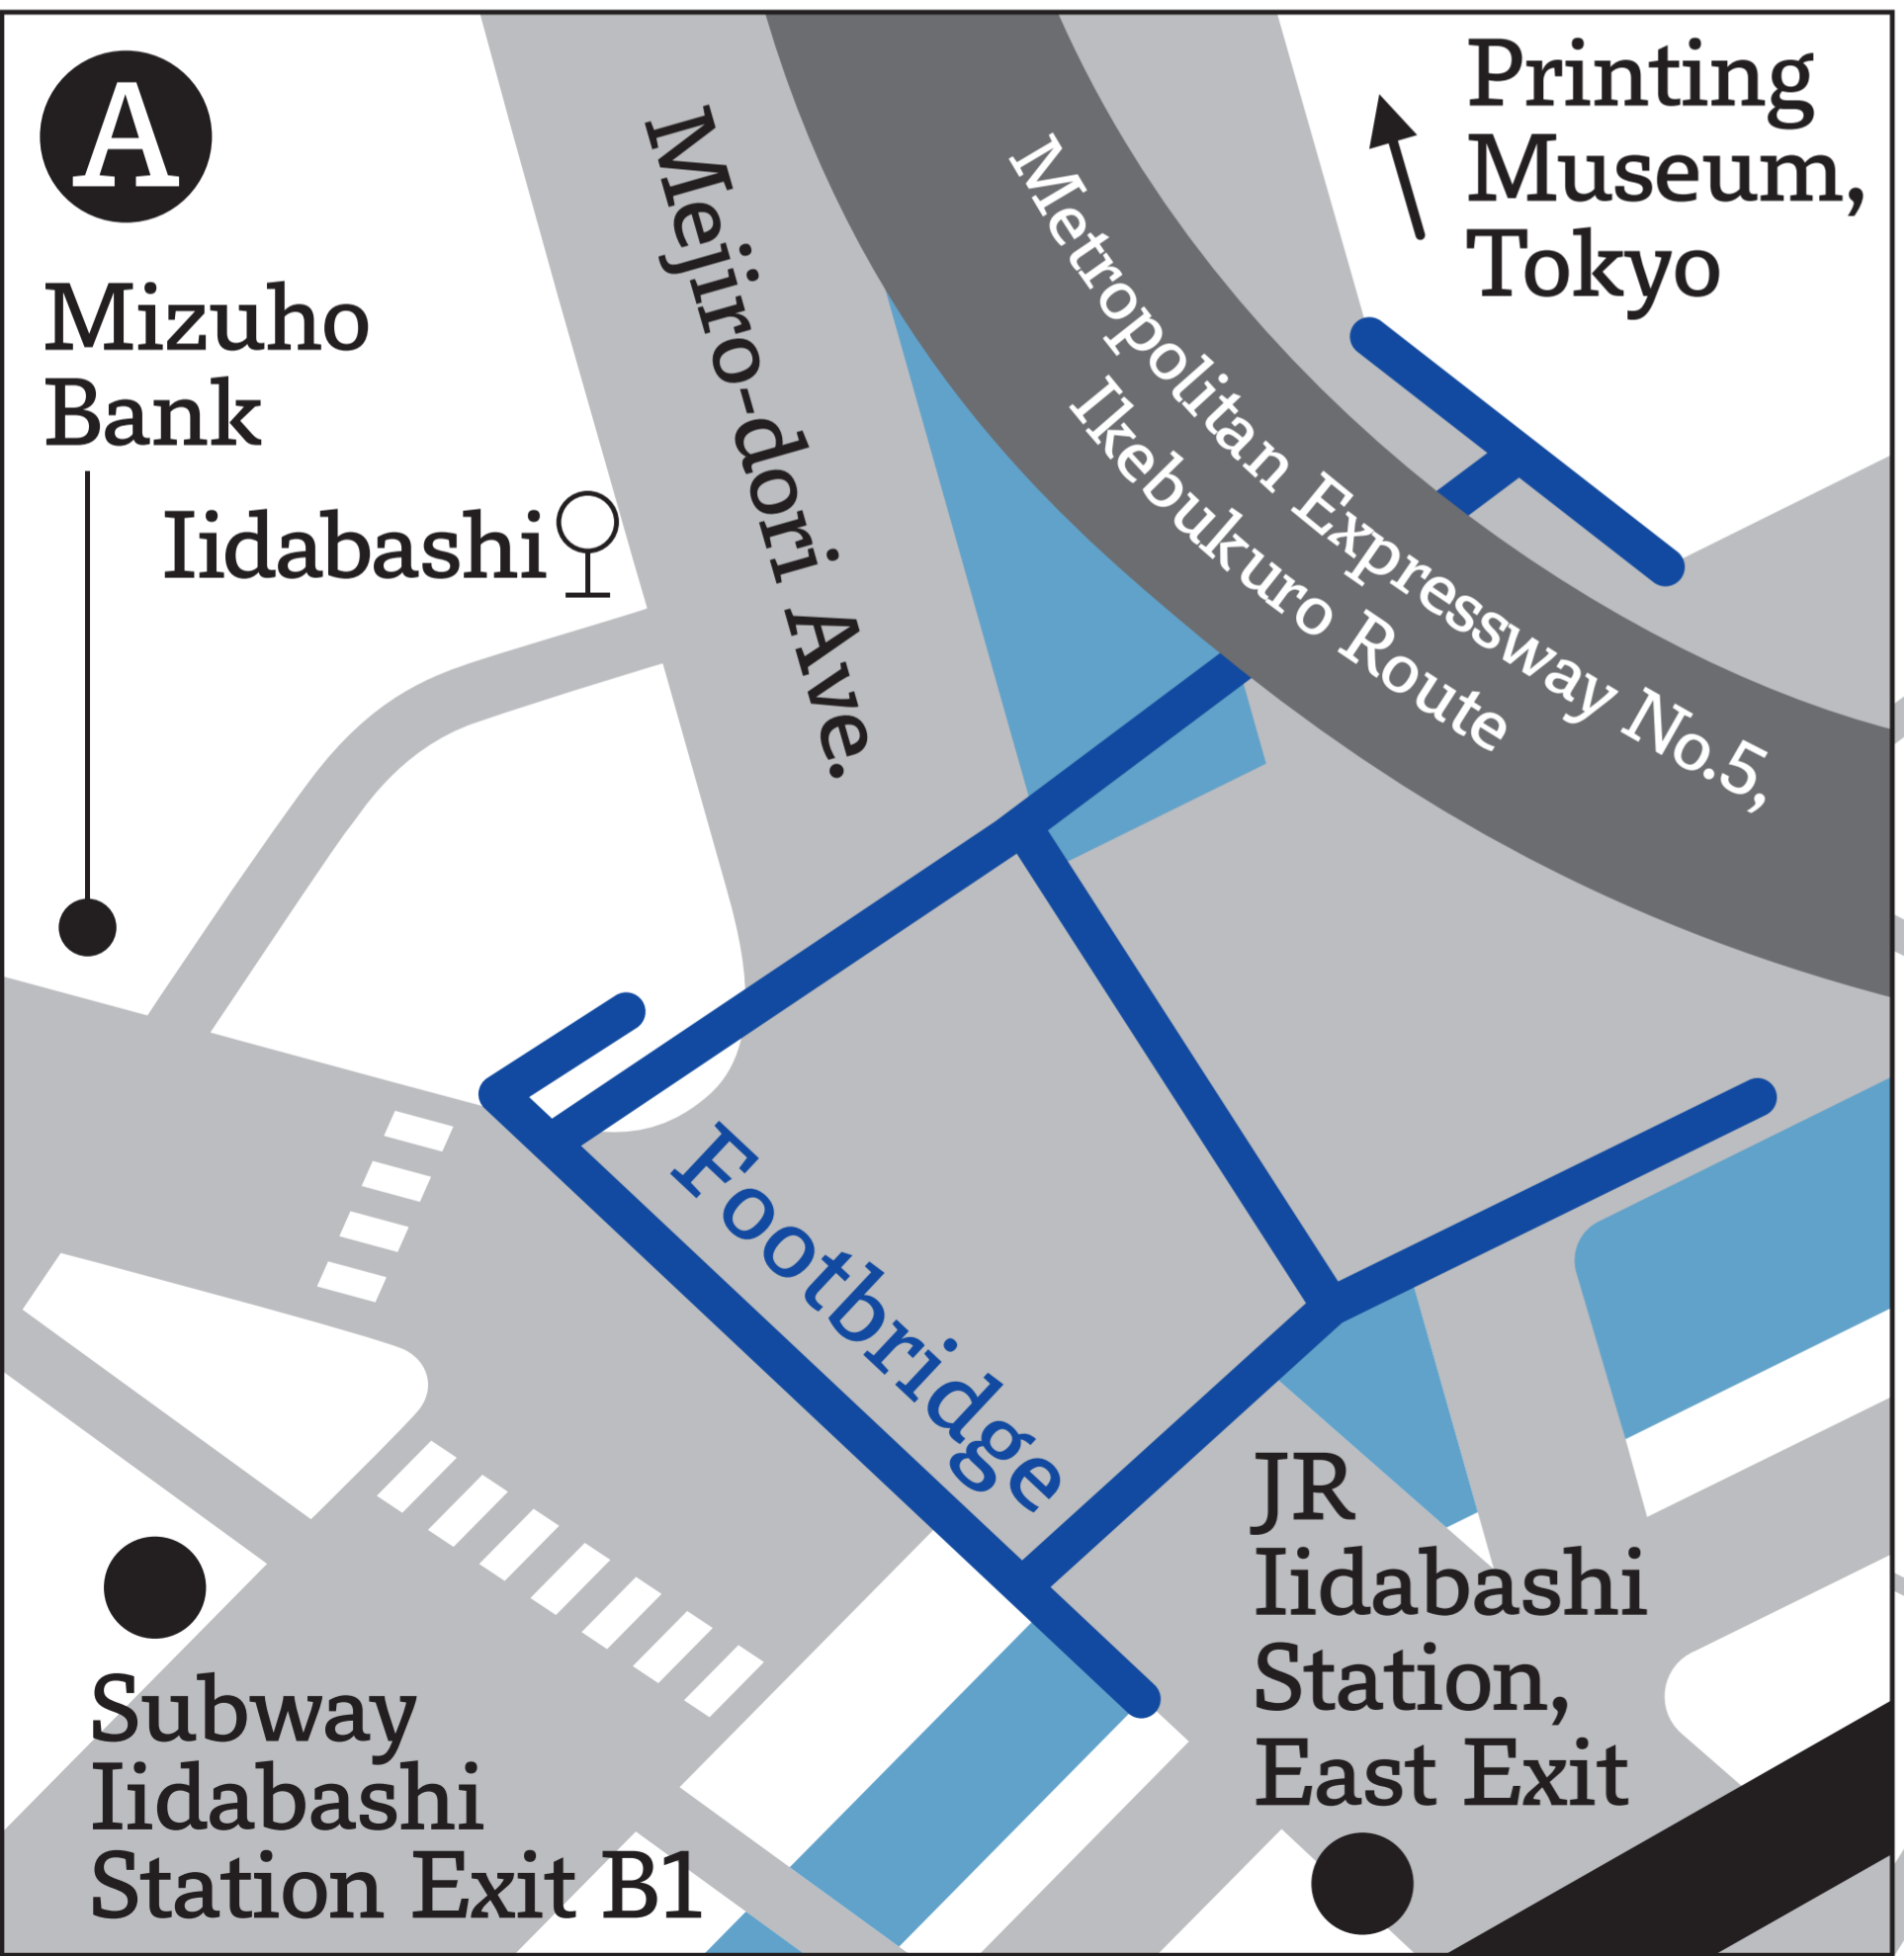 A
Mizuho
Bank
Iidabashi
Mejiro-dori Ave.
Metropolitan Expressway No.5,
Ikebukuro Route
Printing
Museum,
Tokyo
Footbridge
JR
Iidabashi
Station,
East Exit
Subway
Iidabashi
Station Exit B1